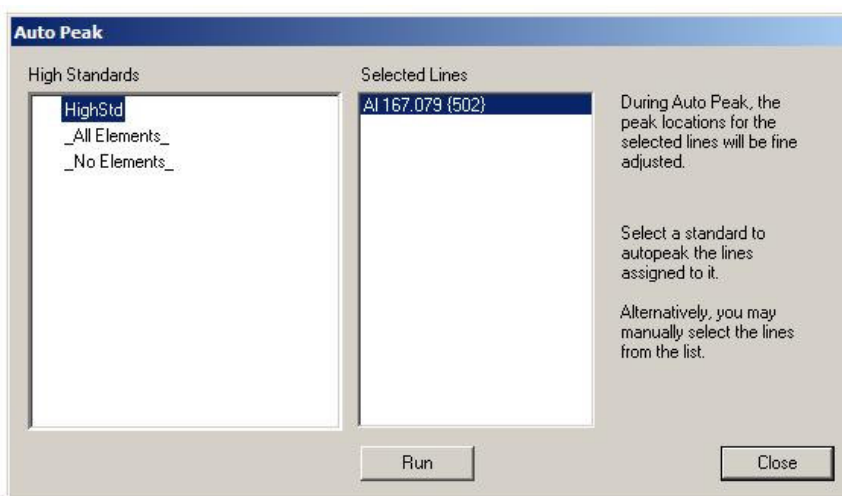 Auto Peak
High Standards
HighStd
_All Elements_
_No Elements_
Selected Lines
Al 167.079 {502}
During Auto Peak, the
peak locations for the
selected lines will be fine
adjusted.
Select a standard to
autopeak the lines
assigned to it.
Alternatively, you may
manually select the lines
from the list.
Run
Close